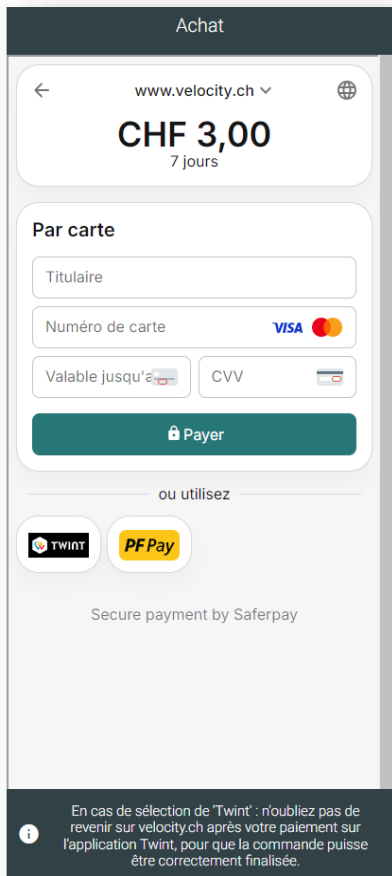 Achat
www.velocity.ch
CHF 3,00
7 jours
Par carte
Titulaire
Numéro de carte VISA
Valable jusqu'a CVV
Payer
ou utilisez
TWINT PF Pay
Secure payment by Saferpay
En cas de sélection de 'Twint' : n'oubliez pas de
revenir sur velocity.ch après votre paiement sur
l'application Twint, pour que la commande puisse
être correctement finalisée.